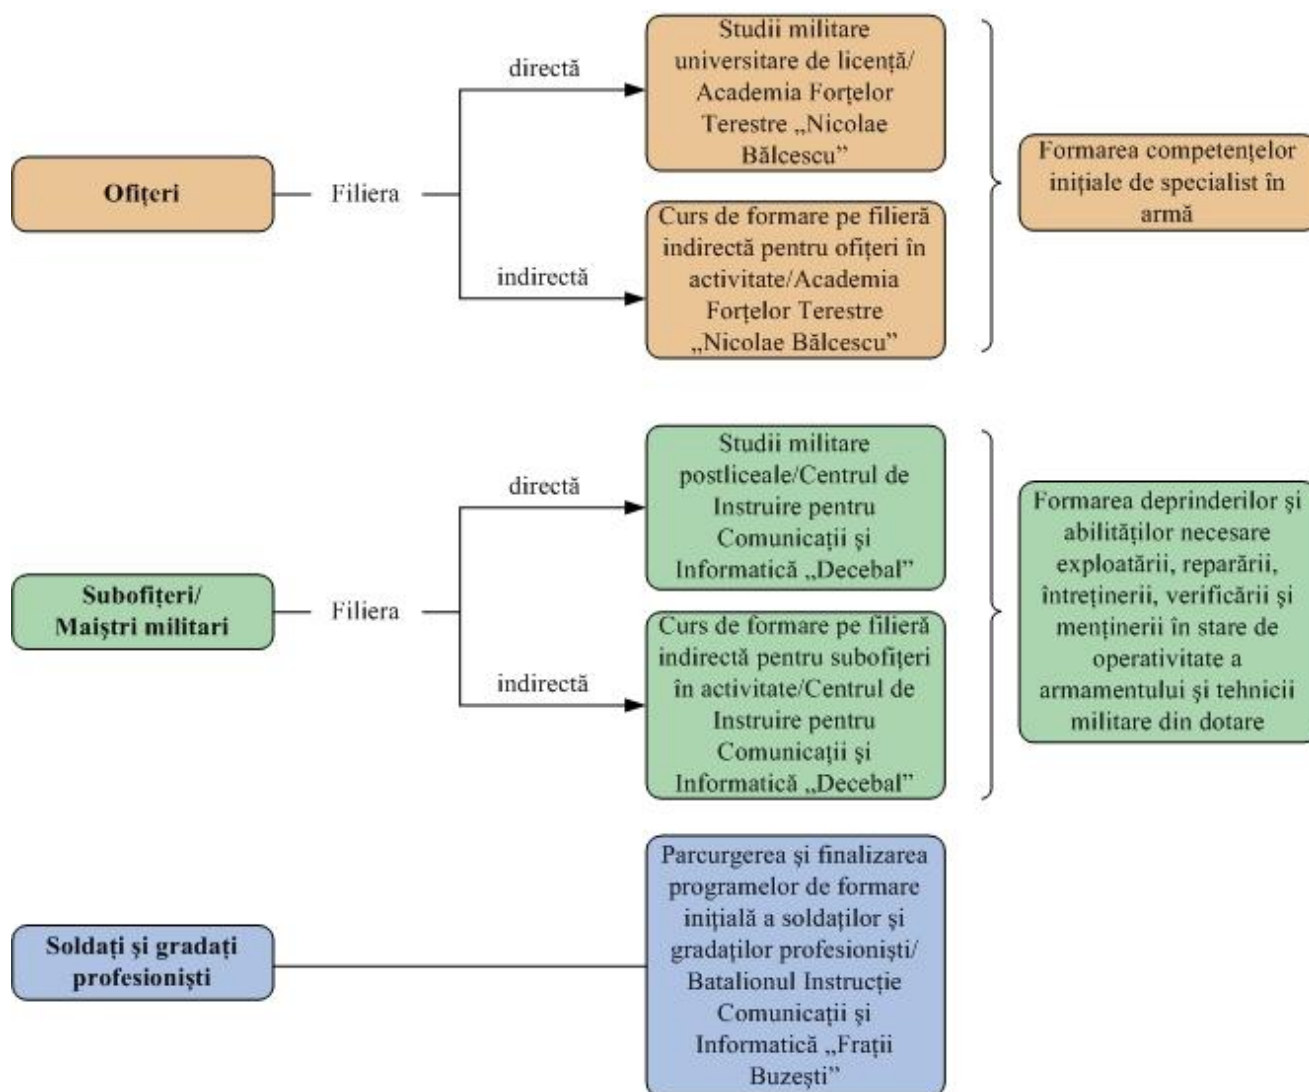 Ofițeri
Filiera
directă
Studii militare
universitare de licență/
Academia Forțelor
Terestre „Nicolae
Bălcescu”
indirectă
Curs de formare pe filieră
indirectă pentru ofițeri în
activitate/Academia
Forțelor Terestre
„Nicolae Bălcescu”
Formarea competențelor
inițiale de specialist în
armă
Subofițeri/
Maiștri militari
Filiera
directă
Studii militare
postliceale/Centrul de
Instruire pentru
Comunicații și
Informatică „Decebal”
indirectă
Curs de formare pe filieră
indirectă pentru subofițeri
în activitate/Centrul de
Instruire pentru
Comunicații și
Informatică „Decebal”
Formarea deprinderilor și
abilităților necesare
exploatării, reparării,
întreținerii, verificării și
menținerii în stare de
operativitate a
armamentului și tehnicii
militare din dotare
Soldați și gradați
profesioniști
Parcurgerea și finalizarea
programelor de formare
inițială a soldaților și
gradaților profesioniști/
Batalionul Instrucție
Comunicații și
Informatică „Frații
Buzești”